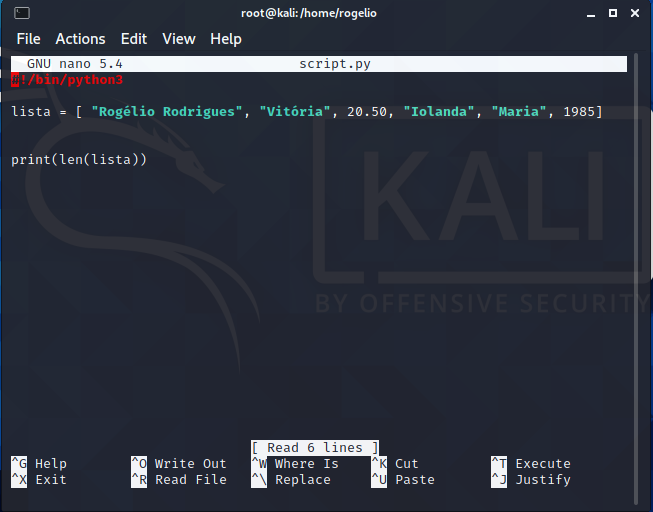 root@kali:/home/rogelio
File Actions Edit View Help
GNU nano 5.4 script.py
#!/bin/python3
lista = [ "Rogélio Rodrigues", "Vitória", 20.50, "Iolanda", "Maria", 1985]
print(len(lista))
KALI
BY OFFENSIVE SECURITY
[ Read 6 lines ]
^G Help ^O Write Out ^W Where Is ^K Cut ^T Execute
^X Exit ^R Read File ^\ Replace ^U Paste ^J Justify